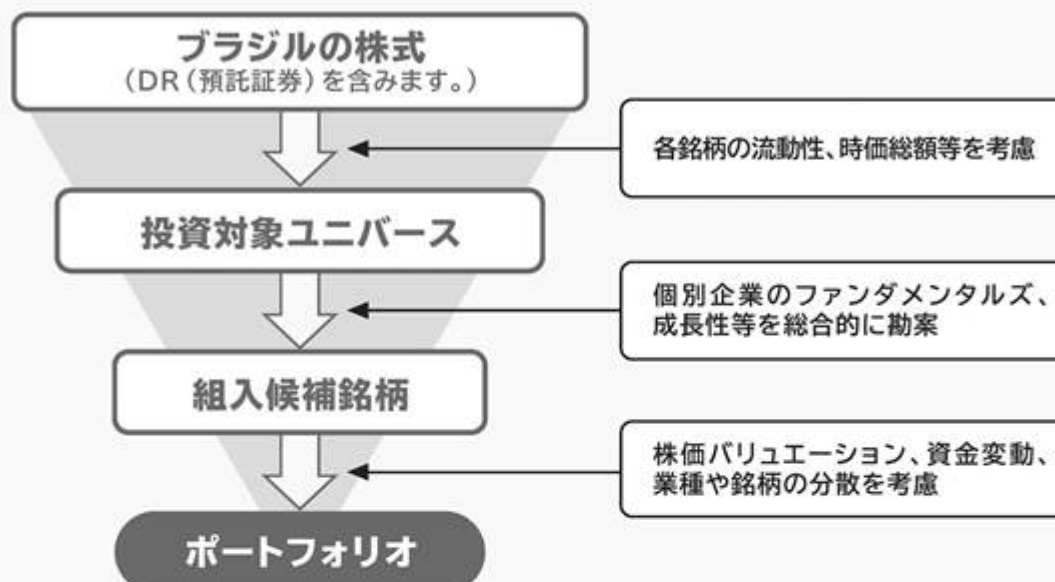 ブラジルの株式
（DR（預託証券）を含みます。）
各銘柄の流動性、時価総額等を考慮
投資対象ユニバース
個別企業のファンダメンタルズ、
成長性等を総合的に勘案
組入候補銘柄
株価バリュエーション、資金変動、
業種や銘柄の分散を考慮
ポートフォリオ